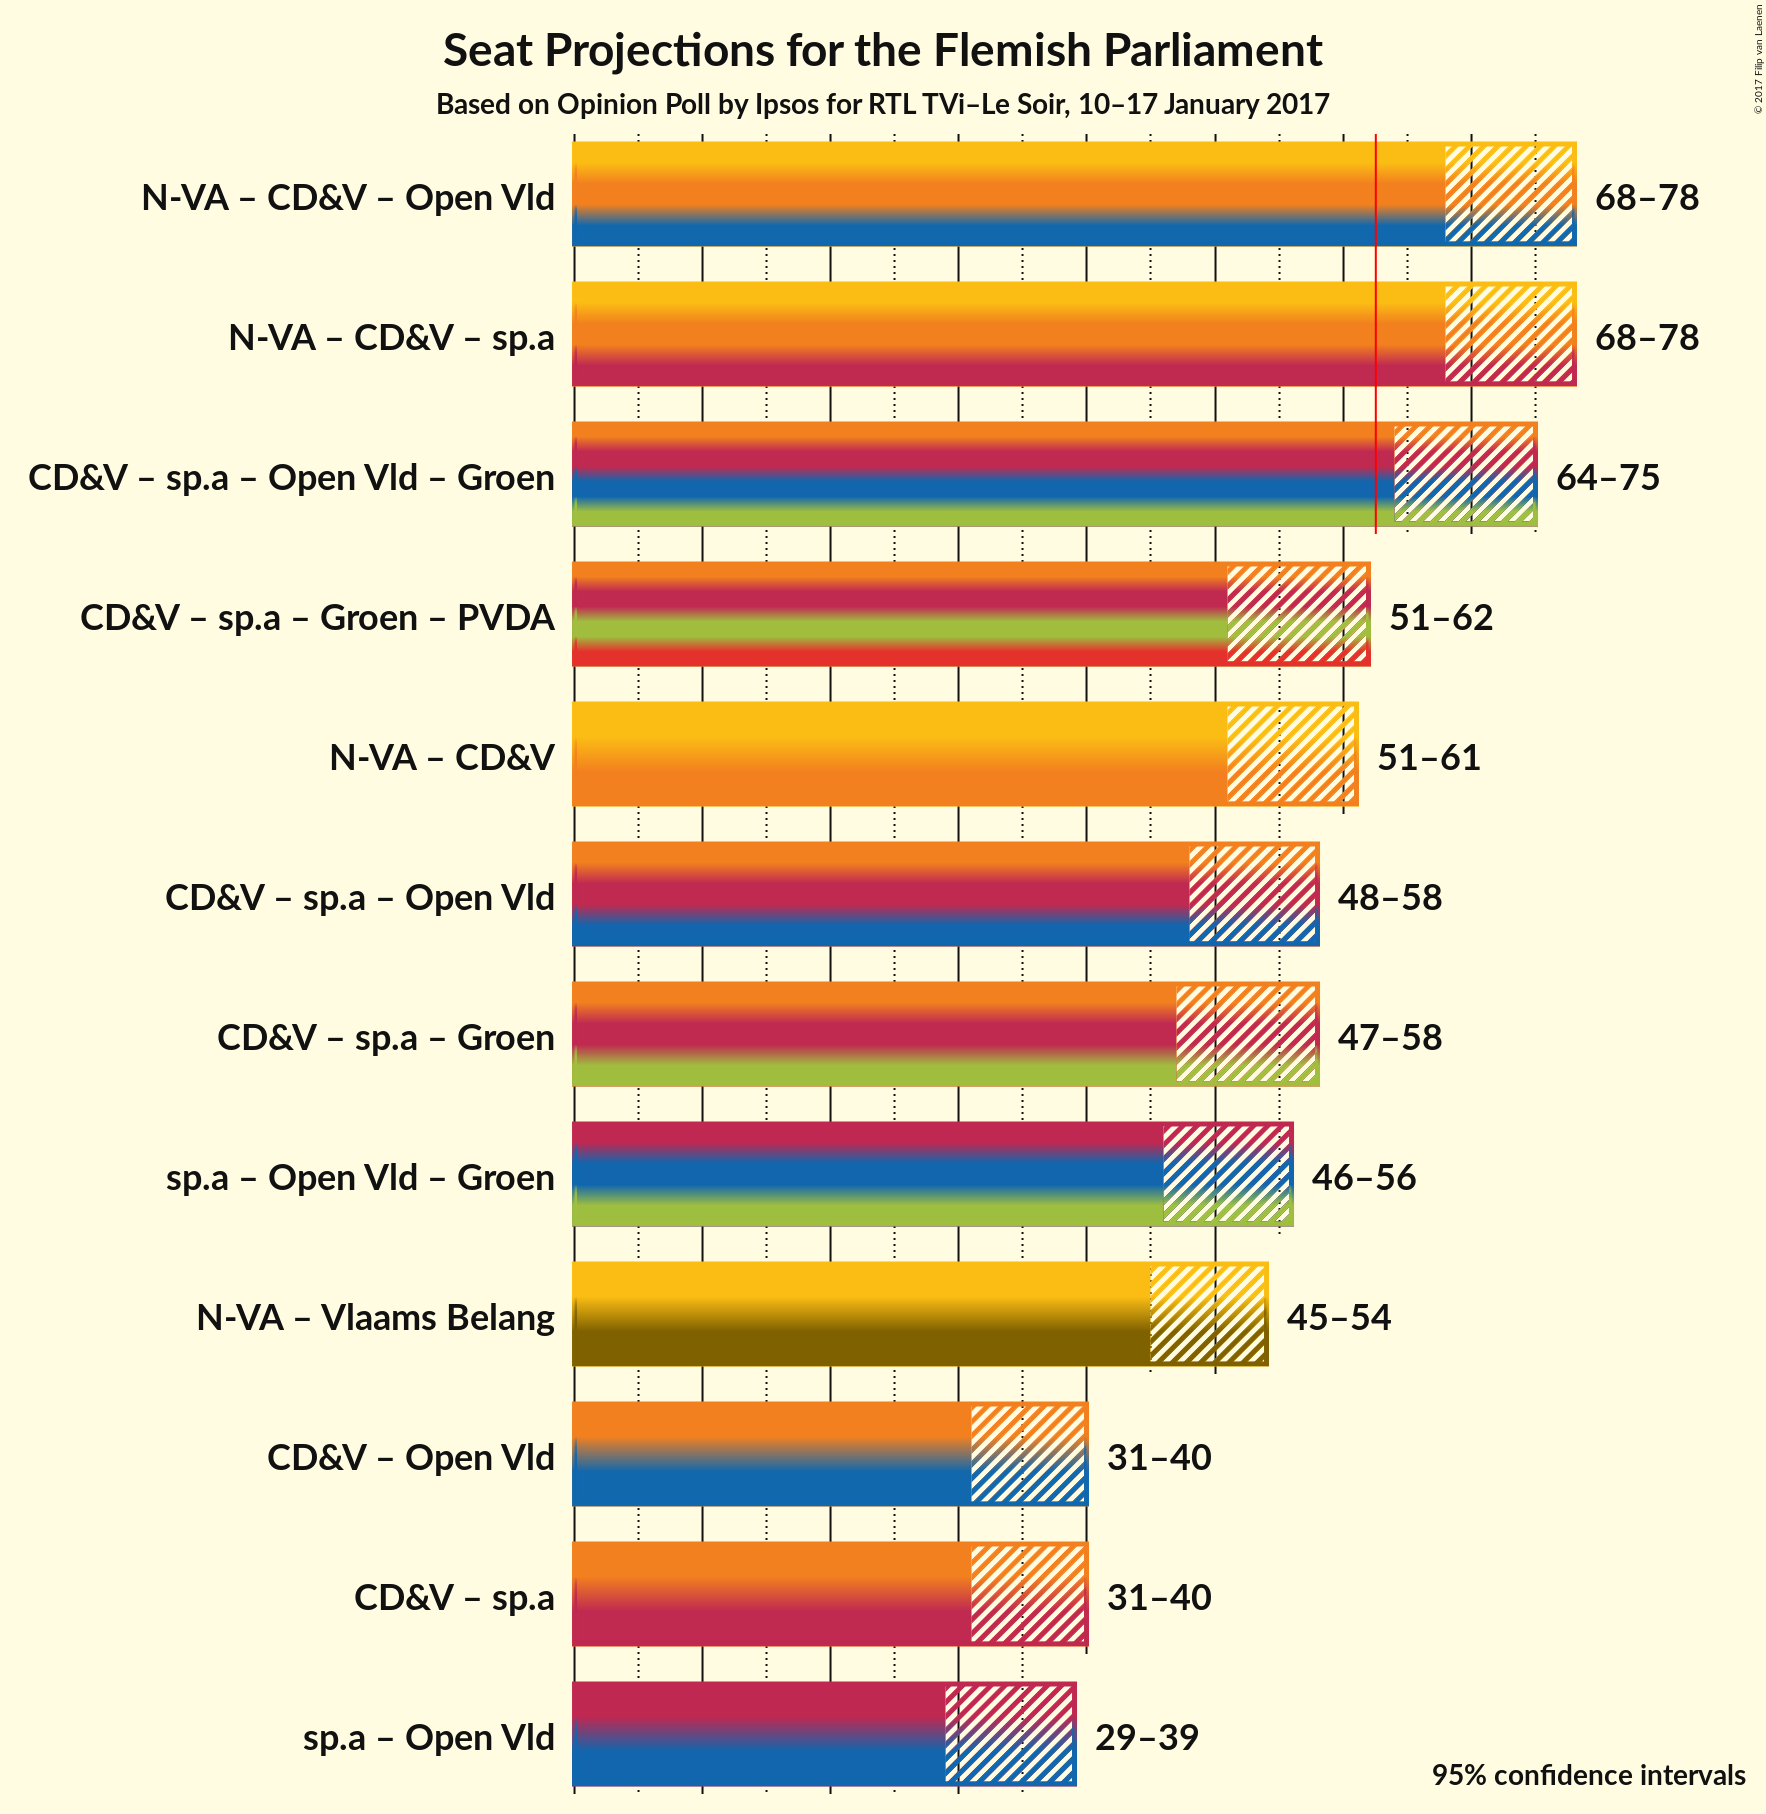 Seat Projections for the Flemish Parliament
Based on Opinion Poll by Ipsos for RTL TVi–Le Soir, 10–17 January 2017
© 2017 Filip van Laenen
N-VA – CD&V – Open Vld 68–78
N-VA – CD&V – sp.a 68–78
CD&V – sp.a – Open Vld – Groen 64–75
CD&V – sp.a – Groen – PVDA 51–62
N-VA – CD&V 51–61
CD&V – sp.a – Open Vld 48–58
CD&V – sp.a – Groen 47–58
sp.a – Open Vld – Groen 46–56
N-VA – Vlaams Belang 45–54
CD&V – Open Vld 31–40
CD&V – sp.a 31–40
sp.a – Open Vld 29–39
95% confidence intervals